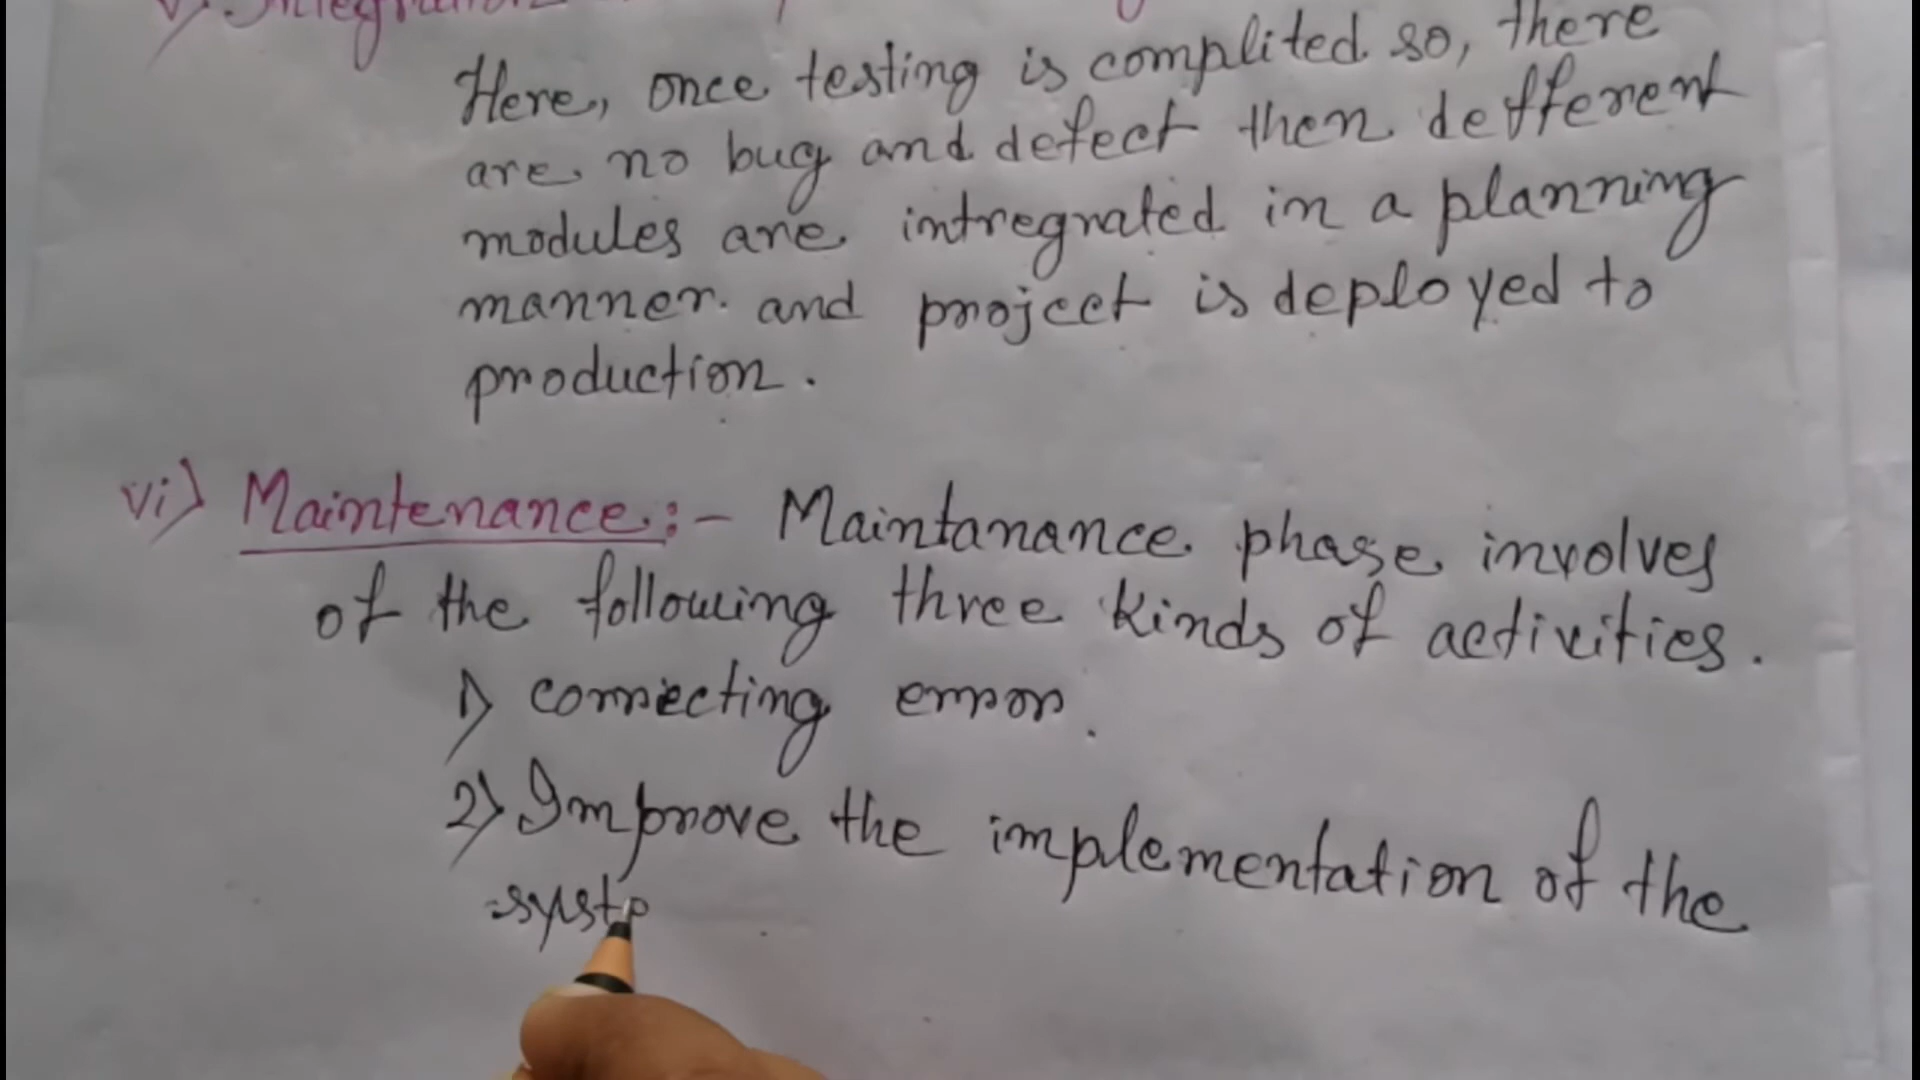 v) Integration
Here, once testing is complited so, there
are no bug and defect then defferent
modules are intregrated in a planning
manner. and project is deployed to
production.
vi) Maintenance :- Maintanance phase involves
of the following three kinds of activities.
1) correcting error.
2) Improve the implementation of the
syste